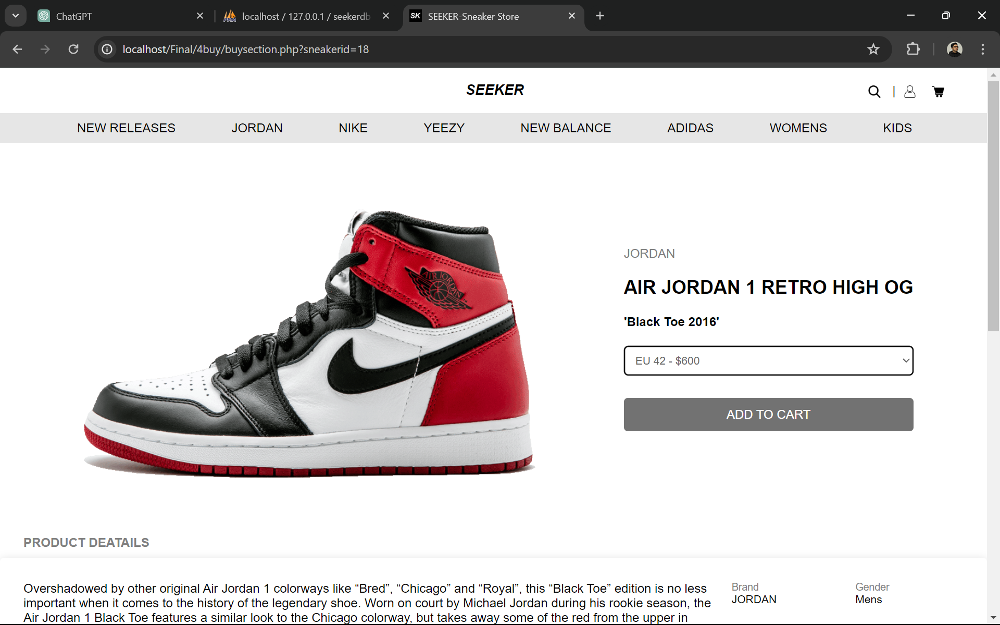 ChatGPT
localhost / 127.0.0.1 / seekerdb
SK SEEKER-Sneaker Store
localhost/Final/4buy/buysection.php?sneakerid=18
SEEKER
NEW RELEASES JORDAN NIKE YEEZY NEW BALANCE ADIDAS WOMENS KIDS
AIR JORDAN
JORDAN
AIR JORDAN 1 RETRO HIGH OG
'Black Toe 2016'
EU 42 - $600
ADD TO CART
PRODUCT DEATAILS
Overshadowed by other original Air Jordan 1 colorways like “Bred”, “Chicago” and “Royal”, this “Black Toe” edition is no less
important when it comes to the history of the legendary shoe. Worn on court by Michael Jordan during his rookie season, the
Air Jordan 1 Black Toe features a similar look to the Chicago colorway, but takes away some of the red from the upper in
Brand
JORDAN
Gender
Mens